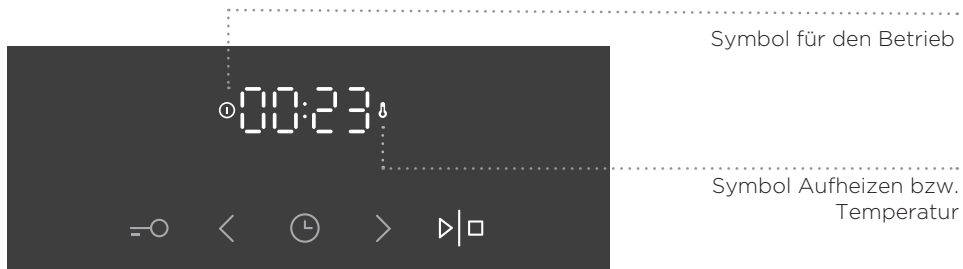 Symbol für den Betrieb
00:23
Symbol Aufheizen bzw.
Temperatur